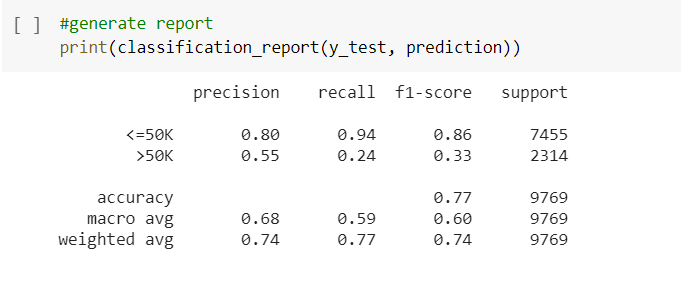 [ ] #generate report
print(classification_report(y_test, prediction))
precision recall f1-score support
<=50K 0.80 0.94 0.86 7455
>50K 0.55 0.24 0.33 2314
accuracy 0.77 9769
macro avg 0.68 0.59 0.60 9769
weighted avg 0.74 0.77 0.74 9769